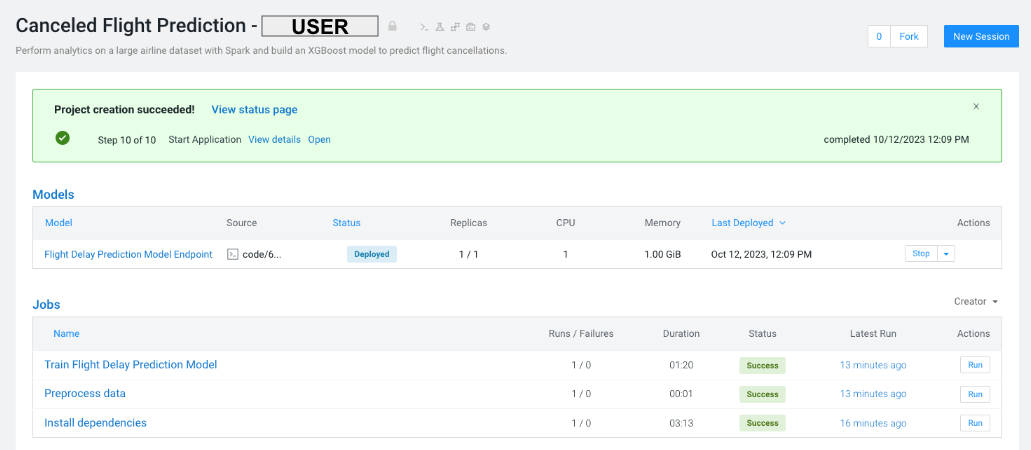 Canceled Flight Prediction - USER
0 Fork New Session
Perform analytics on a large airline dataset with Spark and build an XGBoost model to predict flight cancellations.
Project creation succeeded! View status page
Step 10 of 10 Start Application View details Open completed 10/12/2023 12:09 PM
Models
Model Source Status Replicas CPU Memory Last Deployed Actions
Flight Delay Prediction Model Endpoint code/6... Deployed 1 / 1 1 1.00 GiB Oct 12, 2023, 12:09 PM Stop
Jobs Creator
Name Runs / Failures Duration Status Latest Run Actions
Train Flight Delay Prediction Model 1 / 0 01:20 Success 13 minutes ago Run
Preprocess data 1 / 0 00:01 Success 13 minutes ago Run
Install dependencies 1 / 0 03:13 Success 16 minutes ago Run